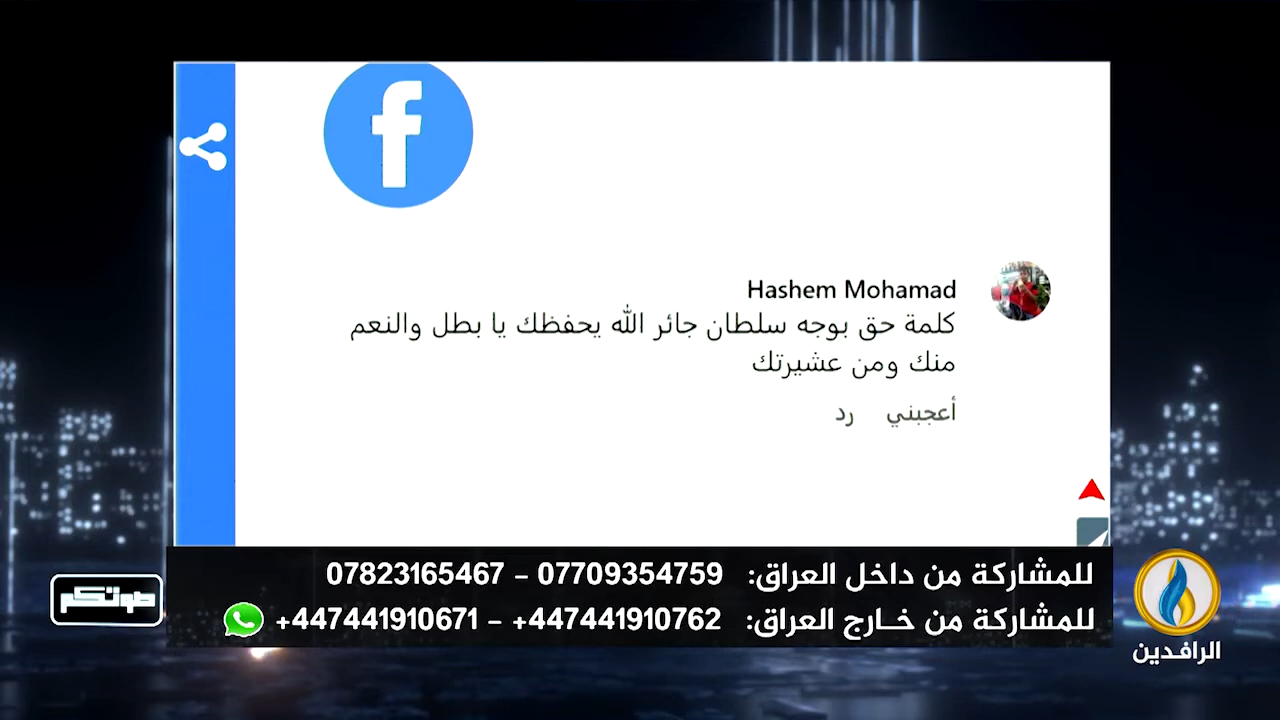 f
Hashem Mohamad
كلمة حق بوجه سلطان جائر الله يحفظك يا بطل والنعم
منك ومن عشيرتك
أعجبني رد
للمشاركة من داخل العراق: 07709354759 - 07823165467
للمشاركة من خــارج العراق: 447441910762+ - 447441910671+
صوتكم
الرافدين